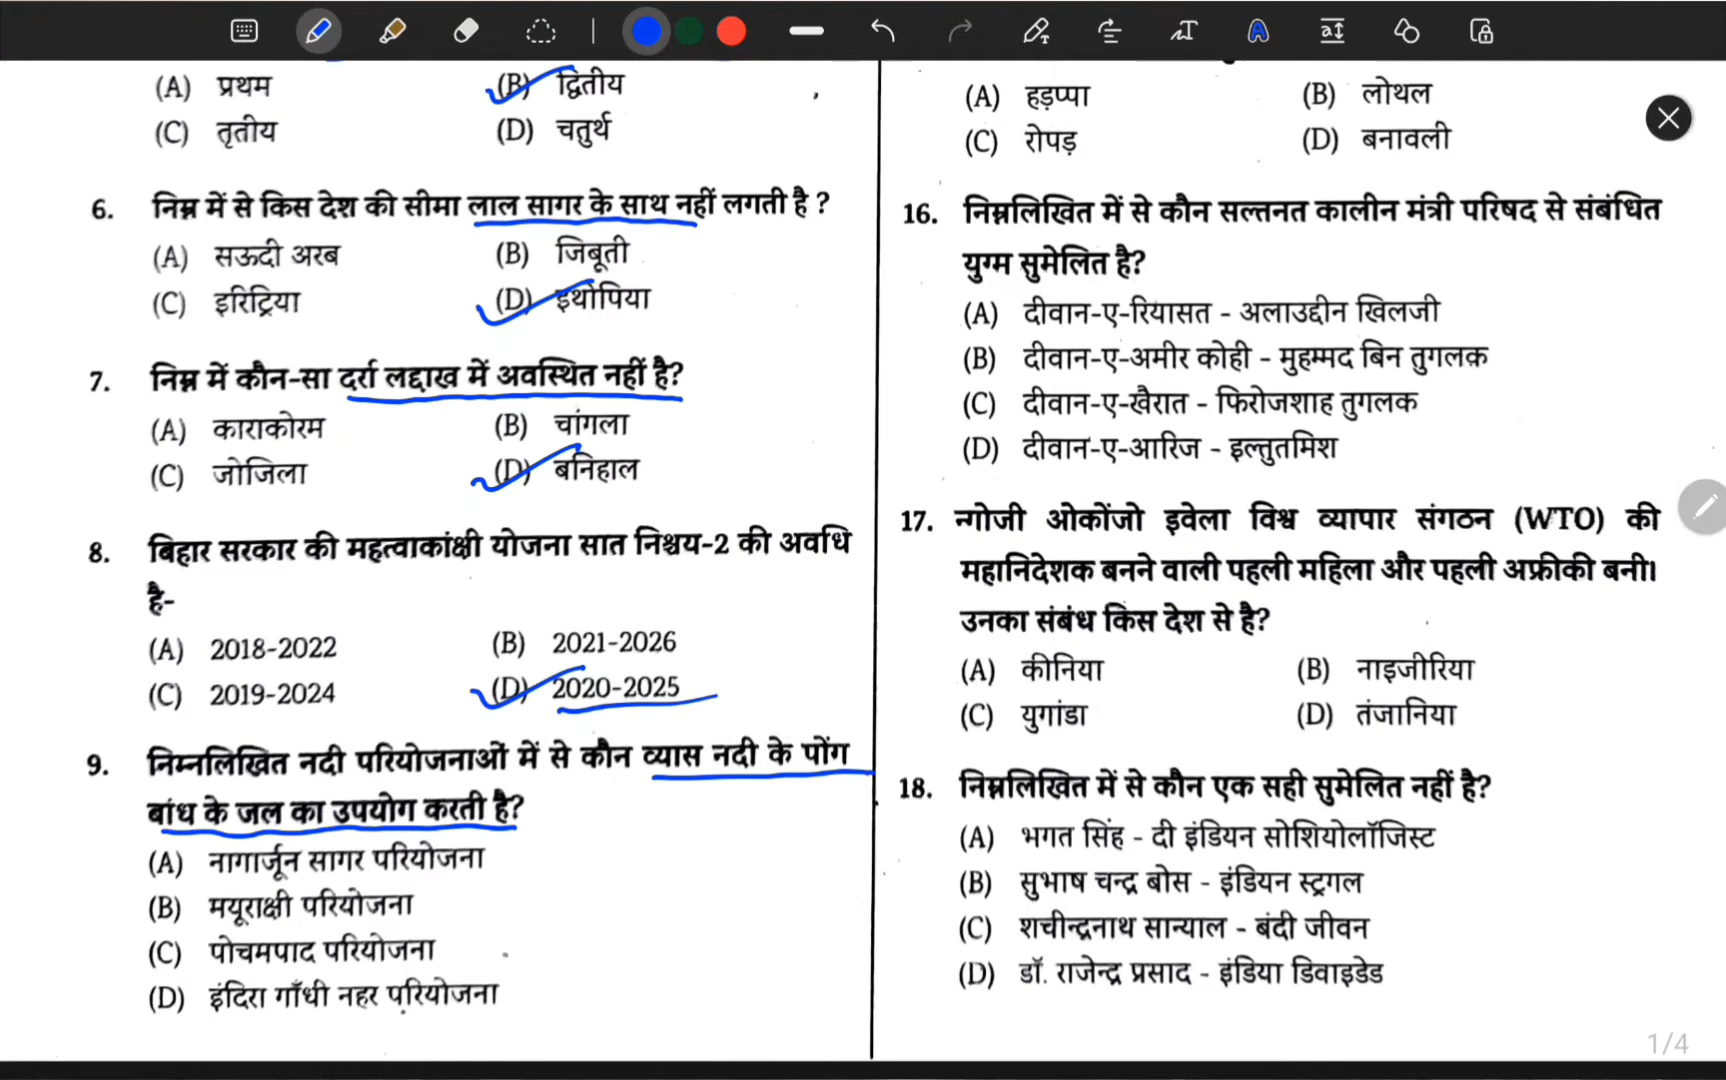 (A) प्रथम (B) द्वितीय
(C) तृतीय (D) चतुर्थ
6. निम्न में से किस देश की सीमा लाल सागर के साथ नहीं लगती है ?
(A) सऊदी अरब (B) जिबूती
(C) इरिट्रिया (D) इथोपिया
7. निम्न में कौन-सा दर्रा लद्दाख में अवस्थित नहीं है?
(A) काराकोरम (B) चांगला
(C) जोजिला (D) बनिहाल
8. बिहार सरकार की महत्वाकांक्षी योजना सात निश्चय-2 की अवधि
है-
(A) 2018-2022 (B) 2021-2026
(C) 2019-2024 (D) 2020-2025
9. निम्नलिखित नदी परियोजनाओं में से कौन व्यास नदी के पोंग
बांध के जल का उपयोग करती है?
(A) नागार्जून सागर परियोजना
(B) मयूराक्षी परियोजना
(C) पोचमपाद परियोजना
(D) इंदिरा गाँधी नहर परियोजना
(A) हड़प्पा (B) लोथल
(C) रोपड़ (D) बनावली
16. निम्नलिखित में से कौन सल्तनत कालीन मंत्री परिषद से संबंधित
युग्म सुमेलित है?
(A) दीवान-ए-रियासत - अलाउद्दीन खिलजी
(B) दीवान-ए-अमीर कोही - मुहम्मद बिन तुगलक़
(C) दीवान-ए-खैरात - फिरोजशाह तुगलक
(D) दीवान-ए-आरिज - इल्तुतमिश
17. न्गोजी ओकोंजो इवेला विश्व व्यापार संगठन (WTO) की
महानिदेशक बनने वाली पहली महिला और पहली अफ्रीकी बनी।
उनका संबंध किस देश से है?
(A) कीनिया (B) नाइजीरिया
(C) युगांडा (D) तंजानिया
18. निम्नलिखित में से कौन एक सही सुमेलित नहीं है?
(A) भगत सिंह - दी इंडियन सोशियोलॉजिस्ट
(B) सुभाष चन्द्र बोस - इंडियन स्ट्रगल
(C) शचीन्द्रनाथ सान्याल - बंदी जीवन
(D) डॉ. राजेन्द्र प्रसाद - इंडिया डिवाइडेड
1/4